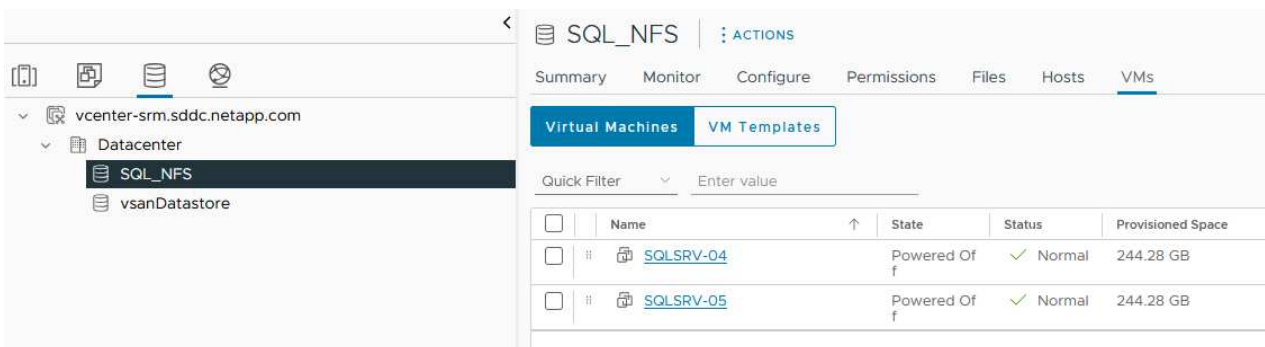 SQL_NFS
ACTIONS
Summary Monitor Configure Permissions Files Hosts VMs
vcenter-srm.sddc.netapp.com
Datacenter
SQL_NFS
vsanDatastore
Virtual Machines VM Templates
Quick Filter Enter value
Name State Status Provisioned Space
SQLSRV-04 Powered Of Normal 244.28 GB
f
SQLSRV-05 Powered Of Normal 244.28 GB
f